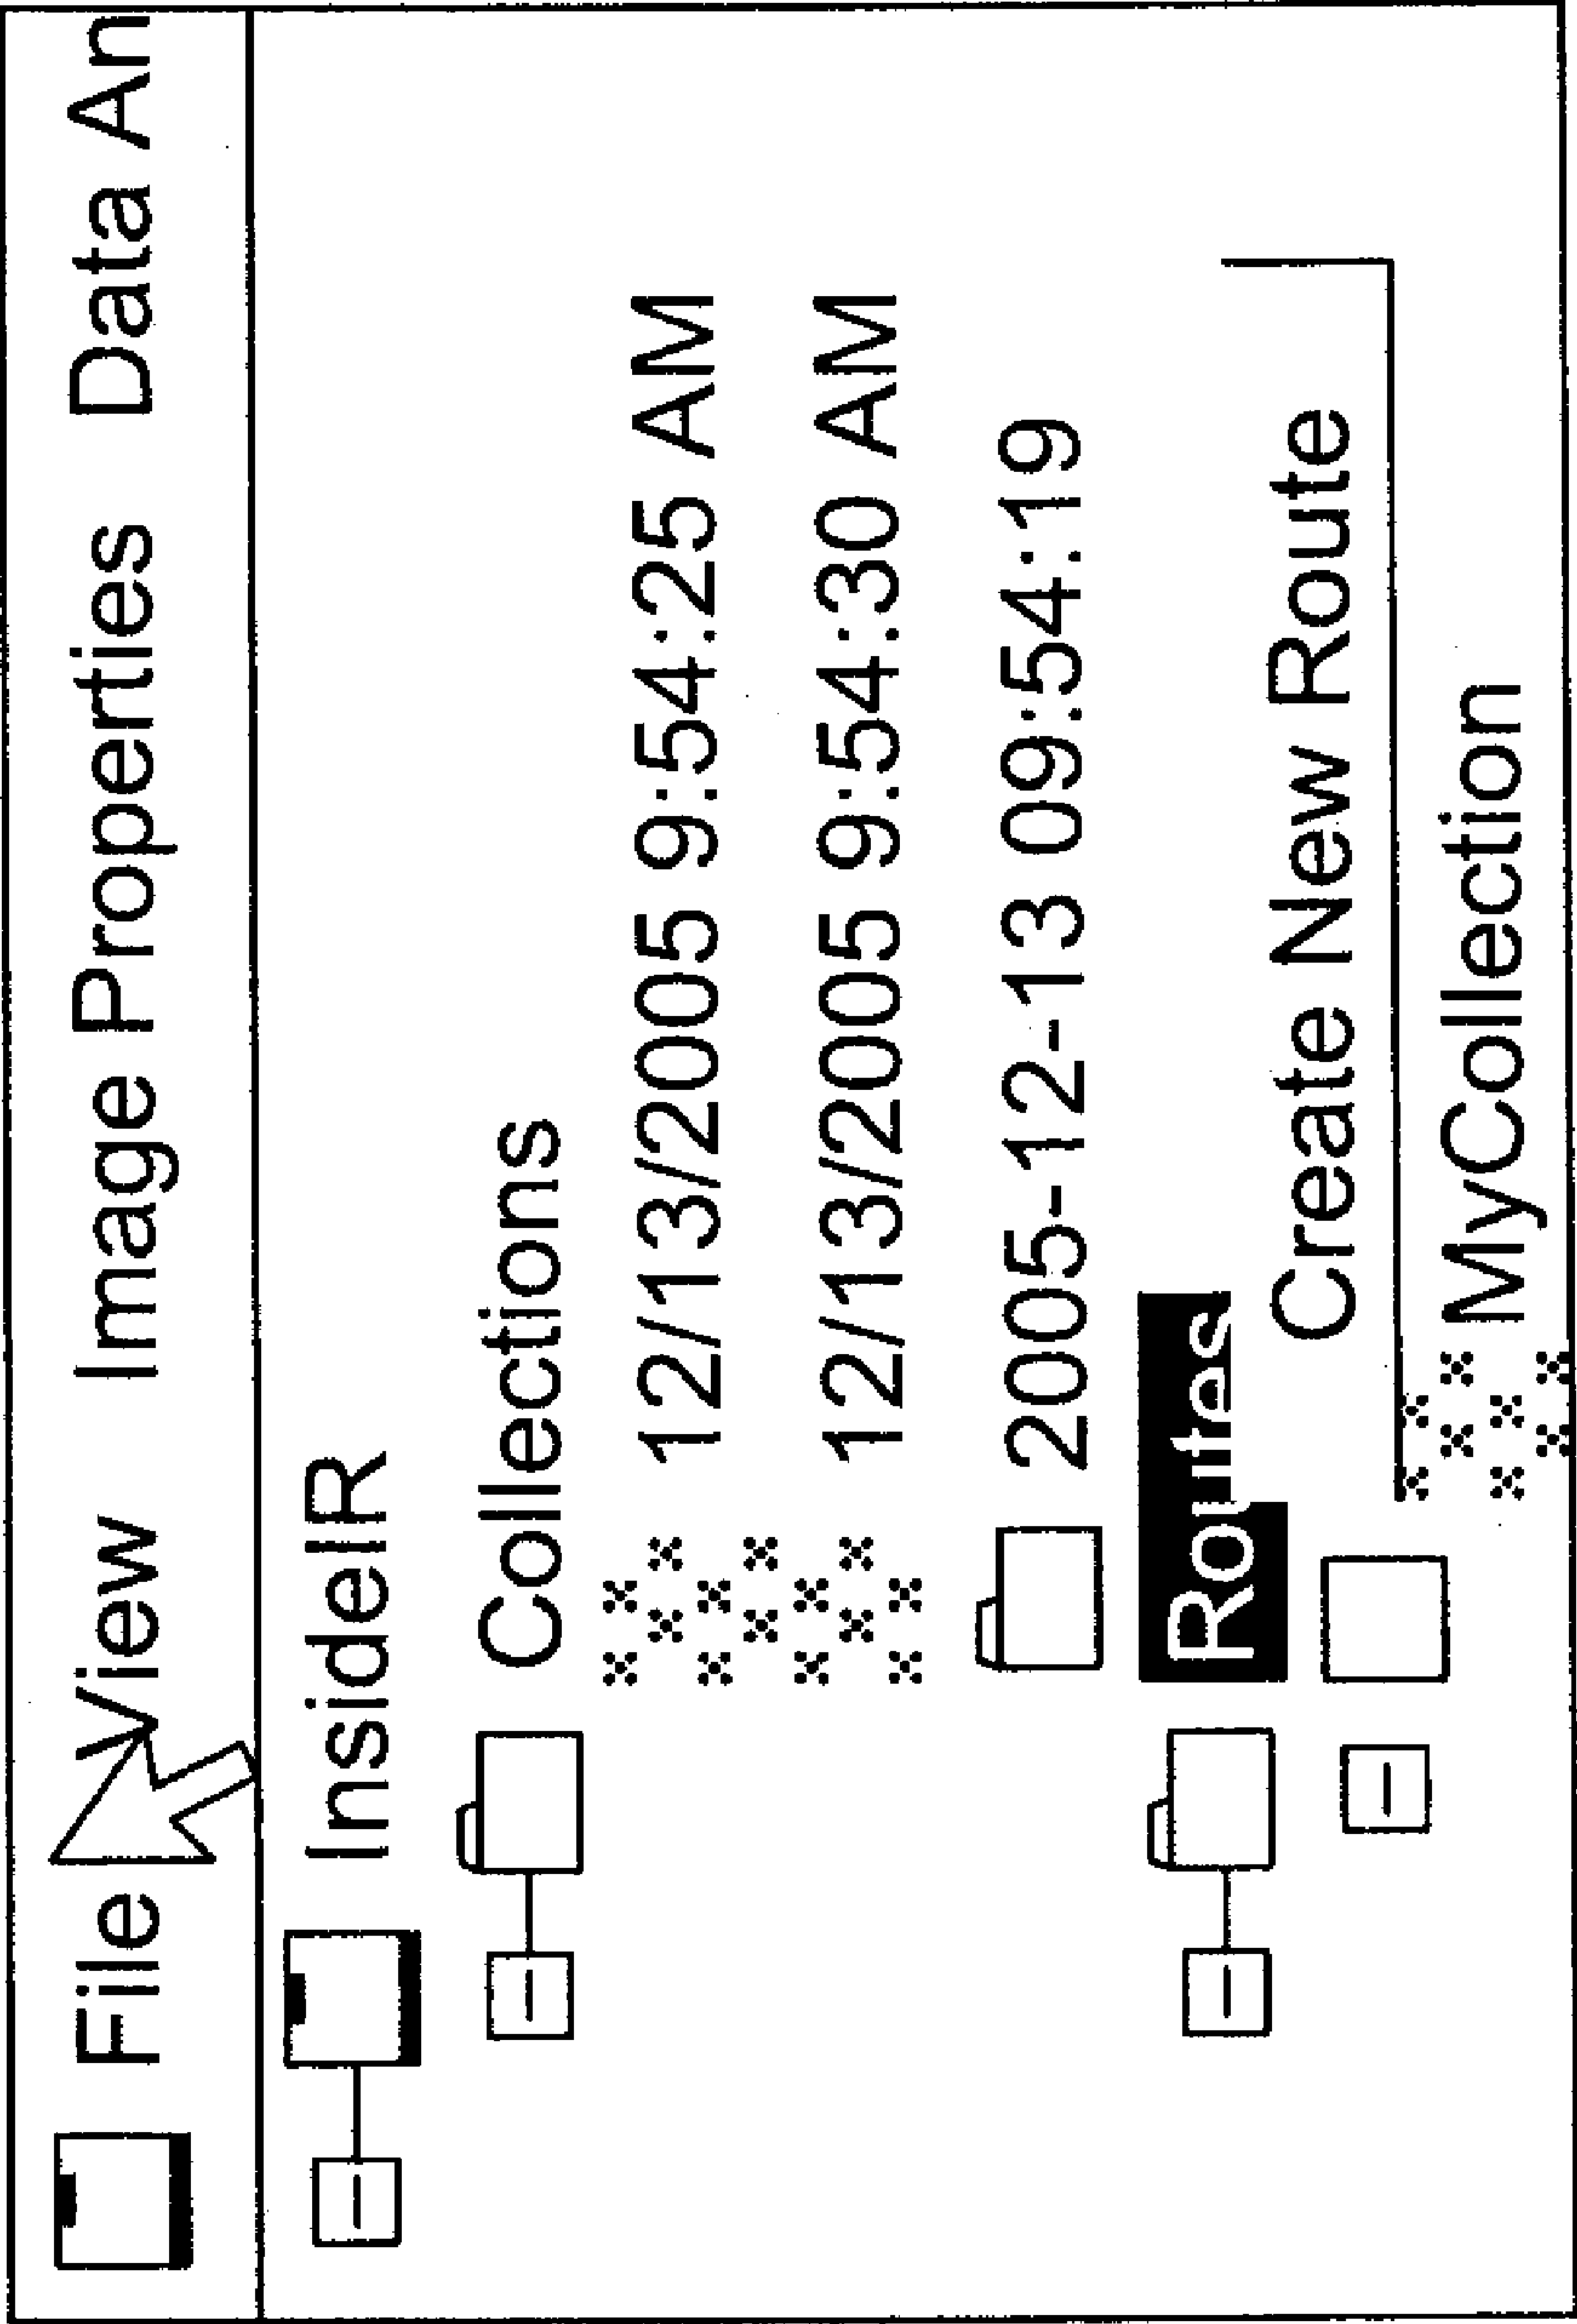 File View Image Properties Data An
InsideIR
Collections
12/13/2005 9:54:25 AM
12/13/2005 9:54:30 AM
2005-12-13 09:54:19
Routes
Create New Route
MyCollection